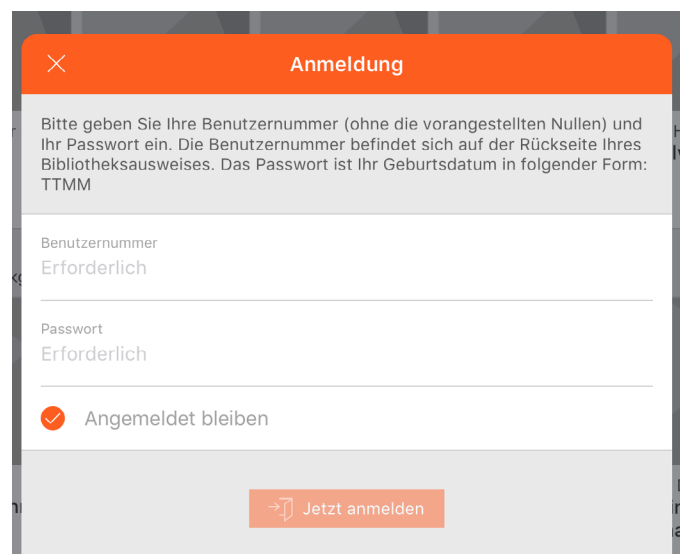 Anmeldung
Bitte geben Sie Ihre Benutzernummer (ohne die vorangestellten Nullen) und
Ihr Passwort ein. Die Benutzernummer befindet sich auf der Rückseite Ihres
Bibliotheksausweises. Das Passwort ist Ihr Geburtsdatum in folgender Form:
TTMM
Benutzernummer
Erforderlich
Passwort
Erforderlich
Angemeldet bleiben
Jetzt anmelden